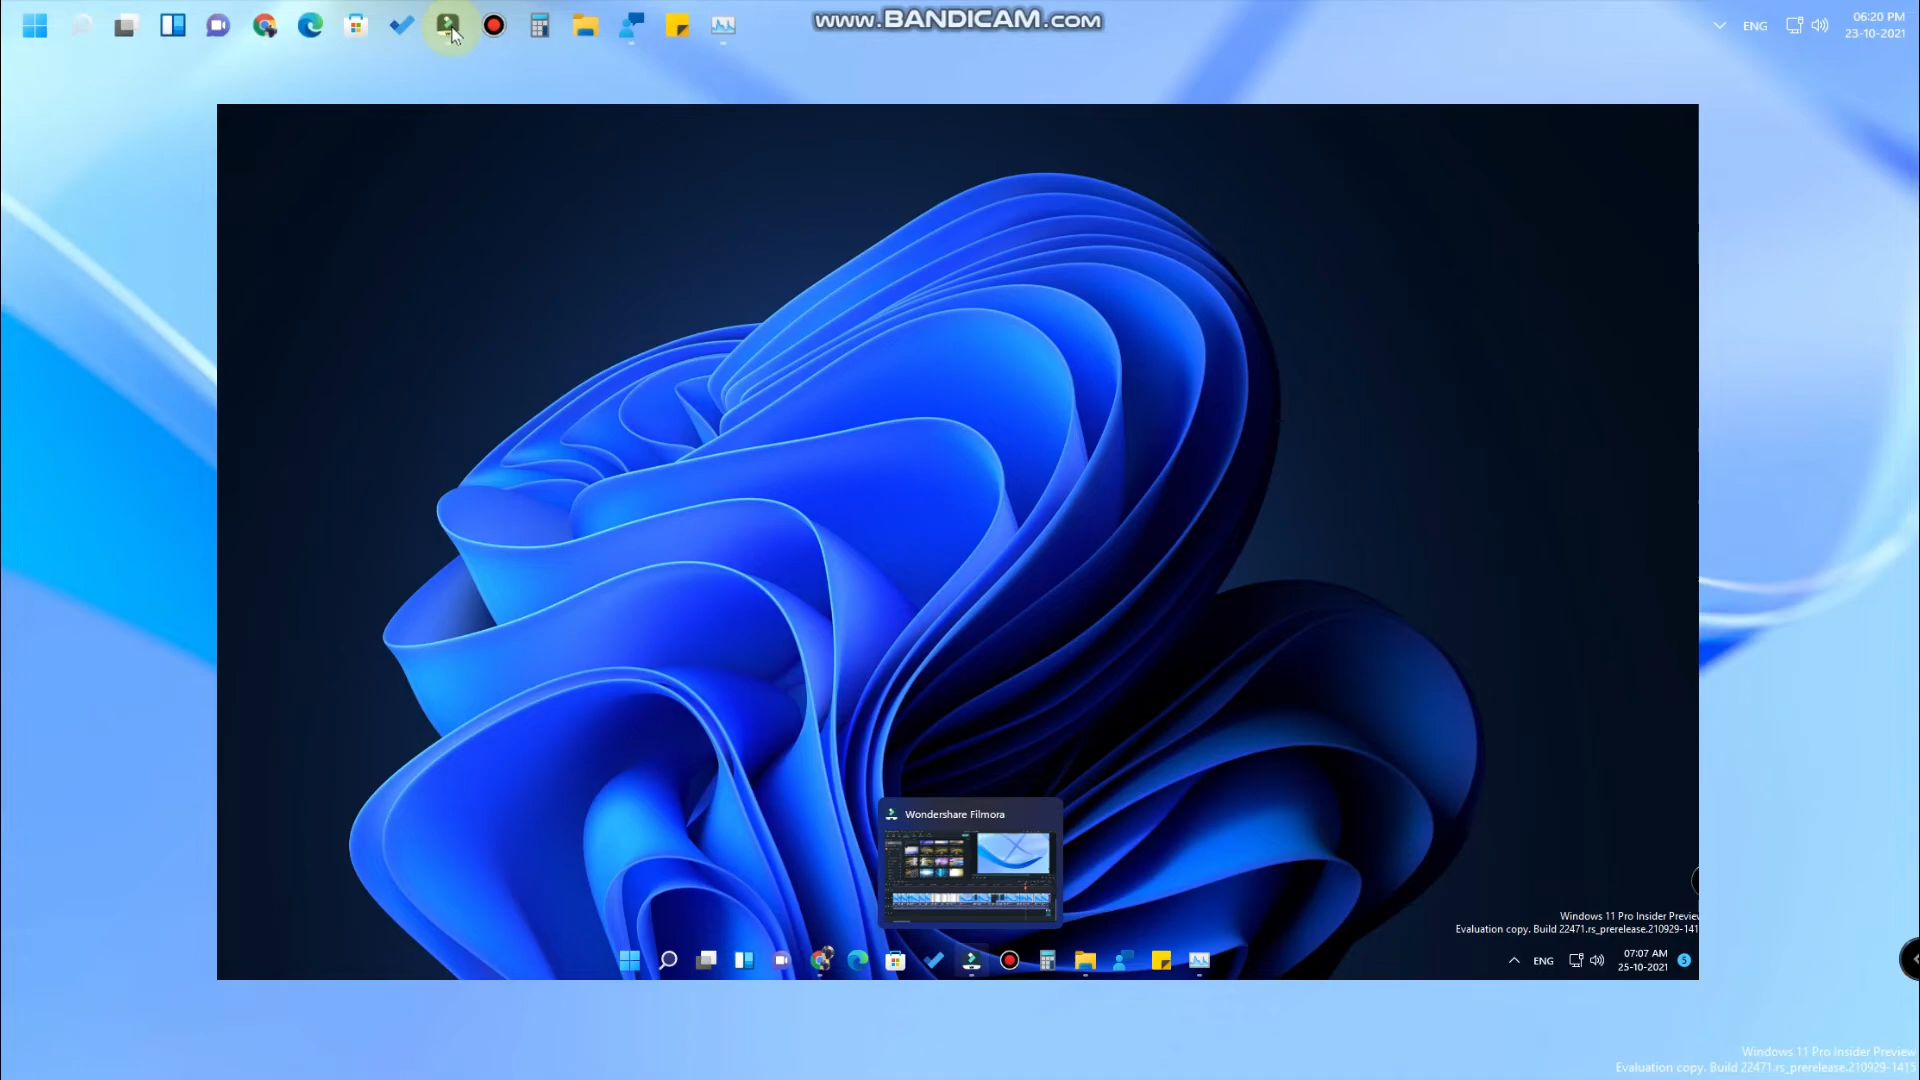 www.BANDICAM.com
ENG
06:20 PM
23-10-2021
Wondershare Filmora
Windows 11 Pro Insider Preview
Evaluation copy. Build 22471.rs_prerelease.210929-141
ENG
07:07 AM
25-10-2021
5
Windows 11 Pro Insider Preview
Evaluation copy. Build 22471.rs_prerelease.210929-1415